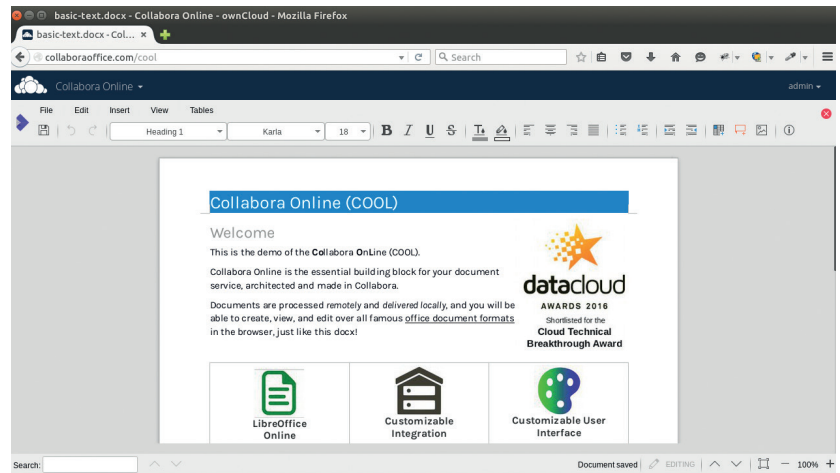 basic-text.docx - Collabora Online - ownCloud - Mozilla Firefox
basic-text.docx - Col...
collaboraoffice.com/cool
Search
Collabora Online
admin
File Edit Insert View Tables
Heading 1 Karla 18 B I U S
Collabora Online (COOL)
Welcome
This is the demo of the Collabora OnLine (COOL).
Collabora Online is the essential building block for your document
service, architected and made in Collabora.
Documents are processed remotely and delivered locally, and you will be
able to create, view, and edit over all famous office document formats
in the browser, just like this docx!
datacloud
AWARDS 2016
Shortlisted for the
Cloud Technical
Breakthrough Award
LibreOffice
Online
Customizable
Integration
Customizable User
Interface
Search:
Document saved EDITING 100%